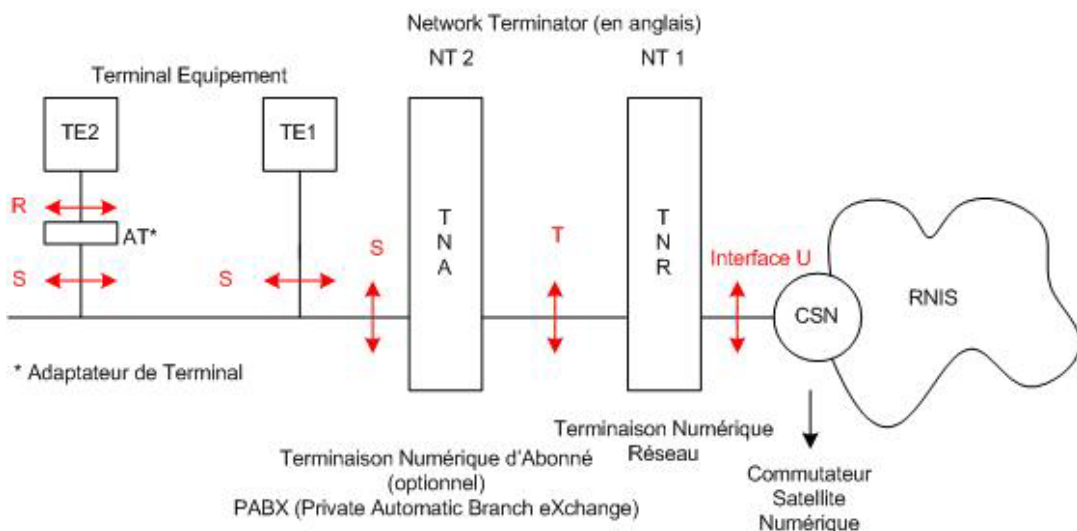 Network Terminator (en anglais)
NT 2
NT 1
Terminal Equipement
TE2
TE1
R
AT*
S
S
S
T
N
A
T
T
N
R
Interface U
CSN
RNIS
* Adaptateur de Terminal
Terminaison Numérique d'Abonné
(optionnel)
PABX (Private Automatic Branch eXchange)
Terminaison Numérique
Réseau
Commutateur
Satellite
Numérique